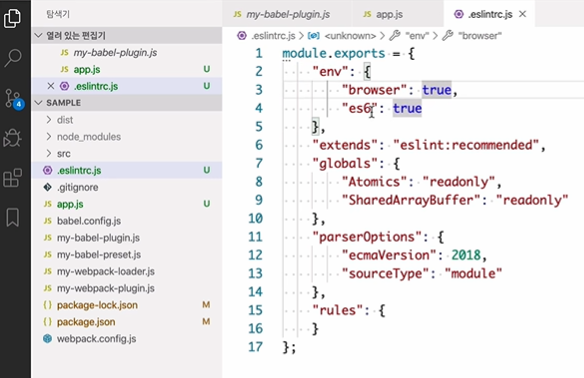 탐색기
열려 있는 편집기
JS my-babel-plugin.js
JS app.js U
.eslintrc.js U
SAMPLE
dist
node_modules
src
.eslintrc.js U
.gitignore
JS app.js U
babel.config.js
JS my-babel-plugin.js
JS my-babel-preset.js
JS my-webpack-loader.js
JS my-webpack-plugin.js
{ } package-lock.json M
{ } package.json M
webpack.config.js
4
JS my-babel-plugin.js JS app.js .eslintrc.js
.eslintrc.js > <unknown> > "env" > "browser"
1 module.exports = {
2 "env": {
3 "browser": true,
4 "es6": true
5 },
6 "extends": "eslint:recommended",
7 "globals": {
8 "Atomics": "readonly",
9 "SharedArrayBuffer": "readonly"
10 },
11 "parserOptions": {
12 "ecmaVersion": 2018,
13 "sourceType": "module"
14 },
15 "rules": {
16 }
17 };